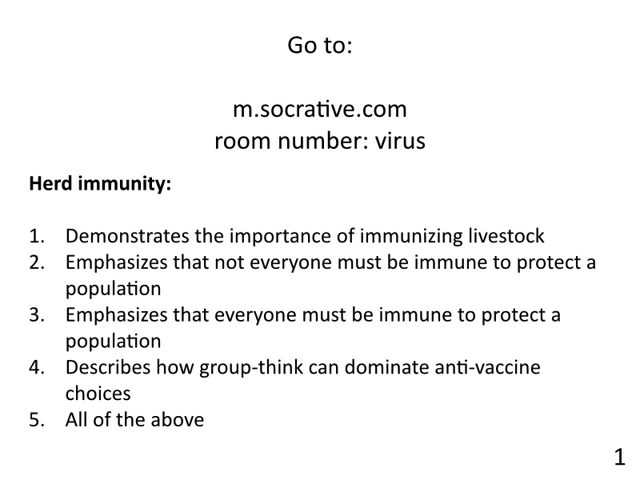 Go to:
m.socrative.com
room number: virus
Herd immunity:
1. Demonstrates the importance of immunizing livestock
2. Emphasizes that not everyone must be immune to protect a
population
3. Emphasizes that everyone must be immune to protect a
population
4. Describes how group-think can dominate anti-vaccine
choices
5. All of the above
1